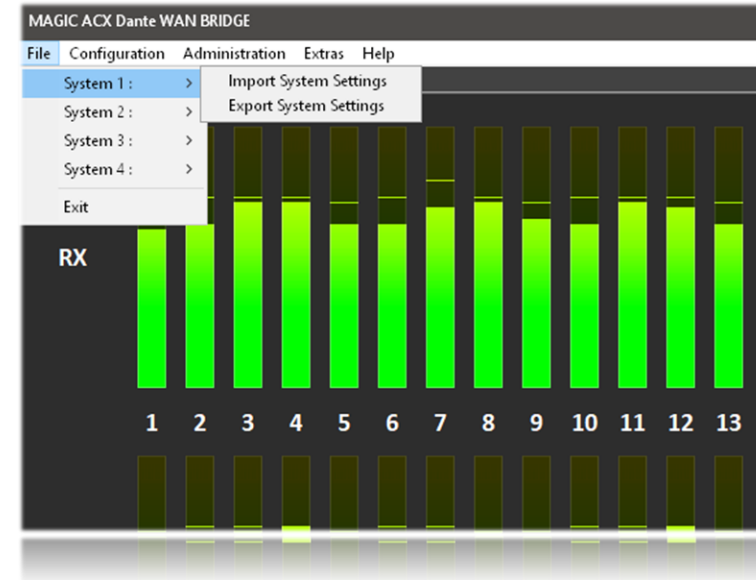 MAGIC ACX Dante WAN BRIDGE
File Configuration Administration Extras Help
System 1 : > Import System Settings
Export System Settings
System 2 : >
System 3 : >
System 4 : >
Exit
RX
1 2 3 4 5 6 7 8 9 10 11 12 13